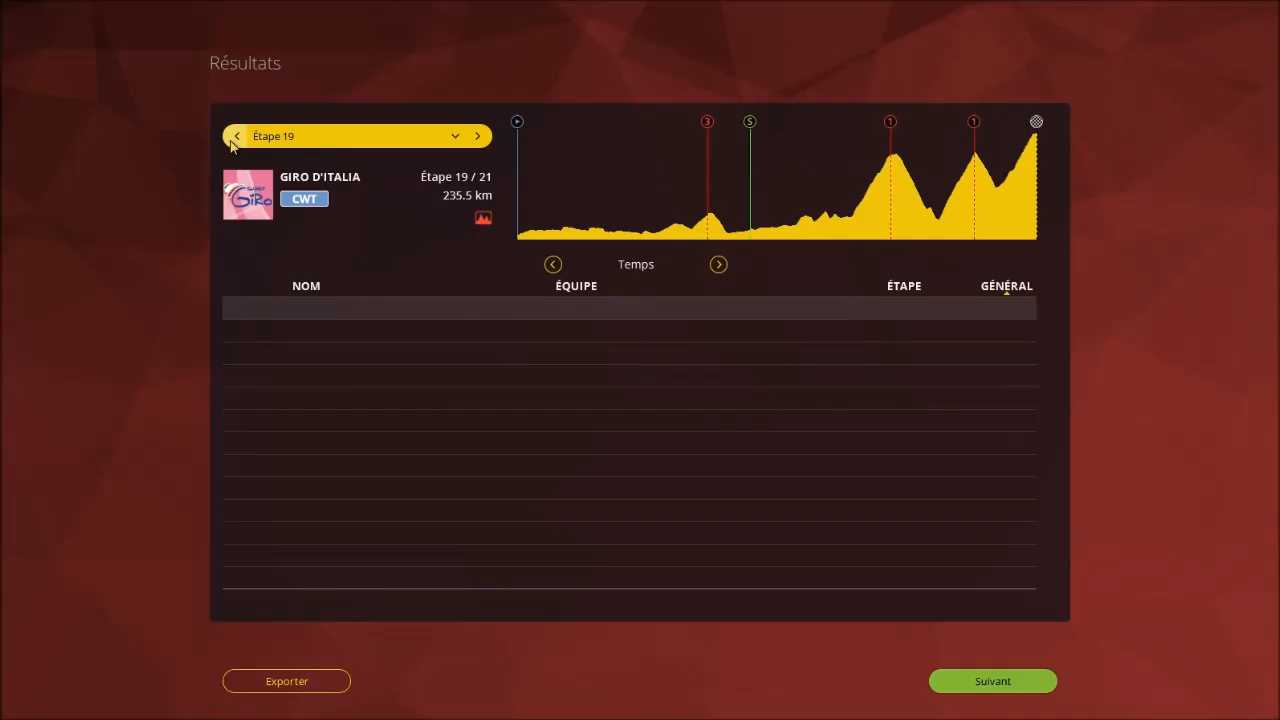 Résultats
Étape 19
GIRO D'ITALIA
CWT
Étape 19 / 21
235.5 km
GiRO
3
S
1
1
Temps
NOM
ÉQUIPE
ÉTAPE
GÉNÉRAL
Exporter
Suivant